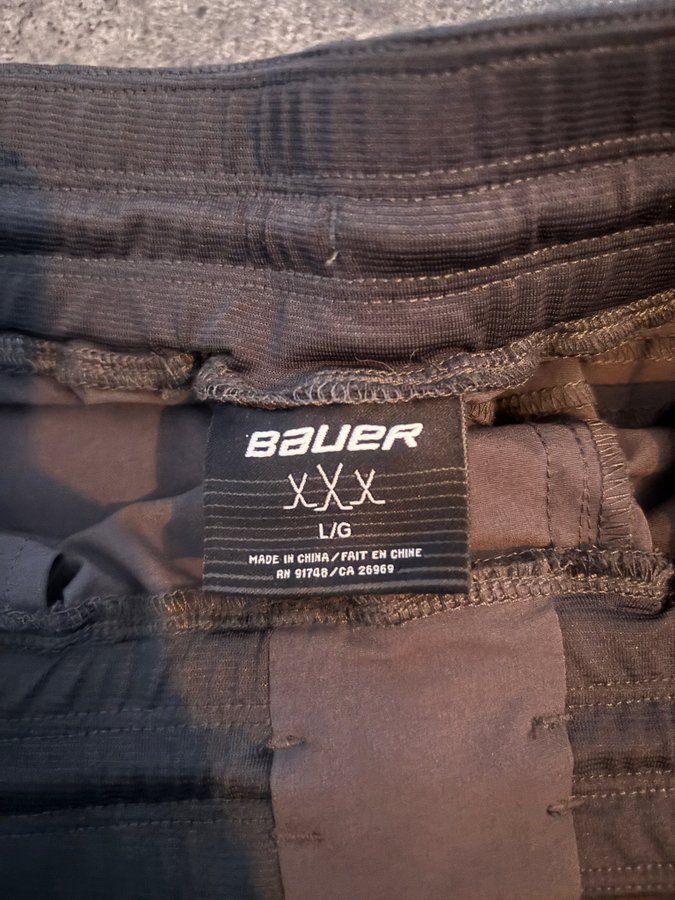 BAUER
L/G
MADE IN CHINA/FAIT EN CHINE
RN 91748/CA 26969